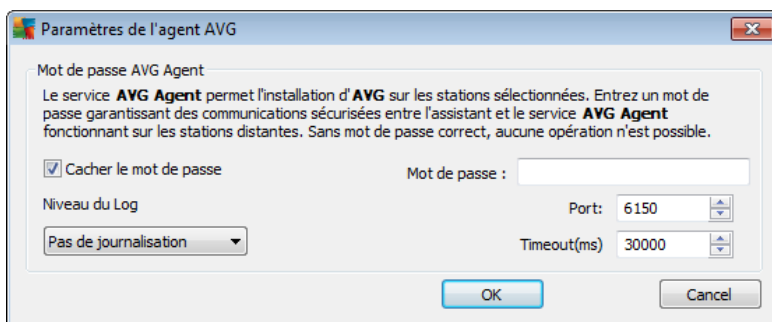 Paramètres de l'agent AVG
Mot de passe AVG Agent
Le service AVG Agent permet l'installation d'AVG sur les stations sélectionnées. Entrez un mot de
passe garantissant des communications sécurisées entre l'assistant et le service AVG Agent
fonctionnant sur les stations distantes. Sans mot de passe correct, aucune opération n'est possible.
Cacher le mot de passe
Mot de passe :
Niveau du Log
Port: 6150
Pas de journalisation
Timeout(ms) 30000
OK
Cancel